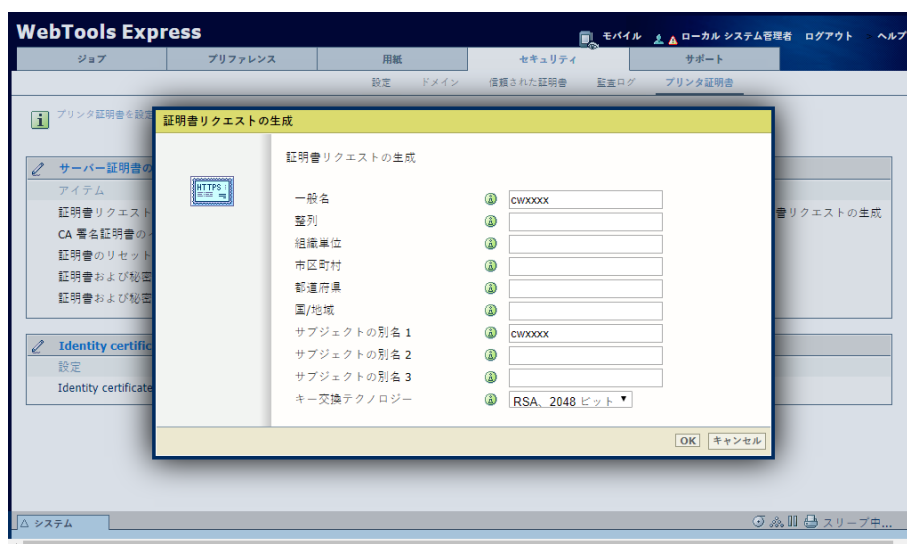 WebTools Express
モバイル
ローカル システム管理者
ログアウト
ヘルプ
ジョブ
プリファレンス
用紙
セキュリティ
サポート
設定
ドメイン
信頼された証明書
監査ログ
プリンタ証明書
プリンタ証明書を設定
証明書リクエストの生成
サーバー証明書の
アイテム
証明書リクエスト
書リクエストの生成
CA 署名証明書の
証明書のリセット
証明書および秘密
証明書および秘密
Identity certific
設定
Identity certificate
HTTPS
証明書リクエストの生成
一般名
cwxxxx
整列
組織単位
市区町村
都道府県
国/地域
サブジェクトの別名 1
cwxxxx
サブジェクトの別名 2
サブジェクトの別名 3
キー交換テクノロジー
RSA、2048 ビット
OK
キャンセル
システム
スリープ中...